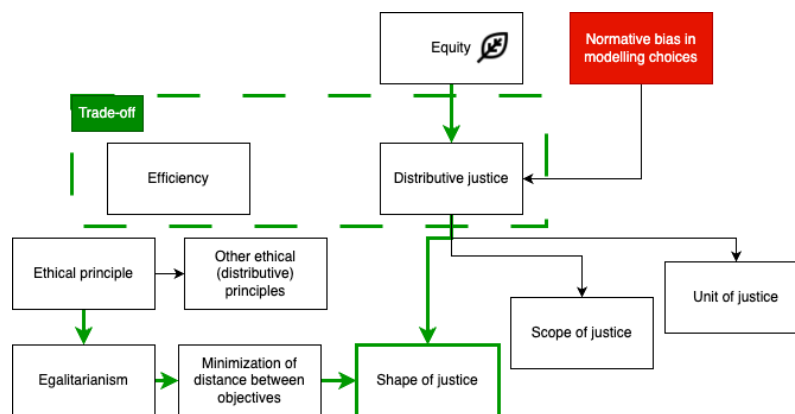 Equity
Normative bias in
modelling choices
Trade-off
Efficiency
Distributive justice
Ethical principle
Other ethical
(distributive)
principles
Unit of justice
Scope of justice
Egalitarianism
Minimization of
distance between
objectives
Shape of justice